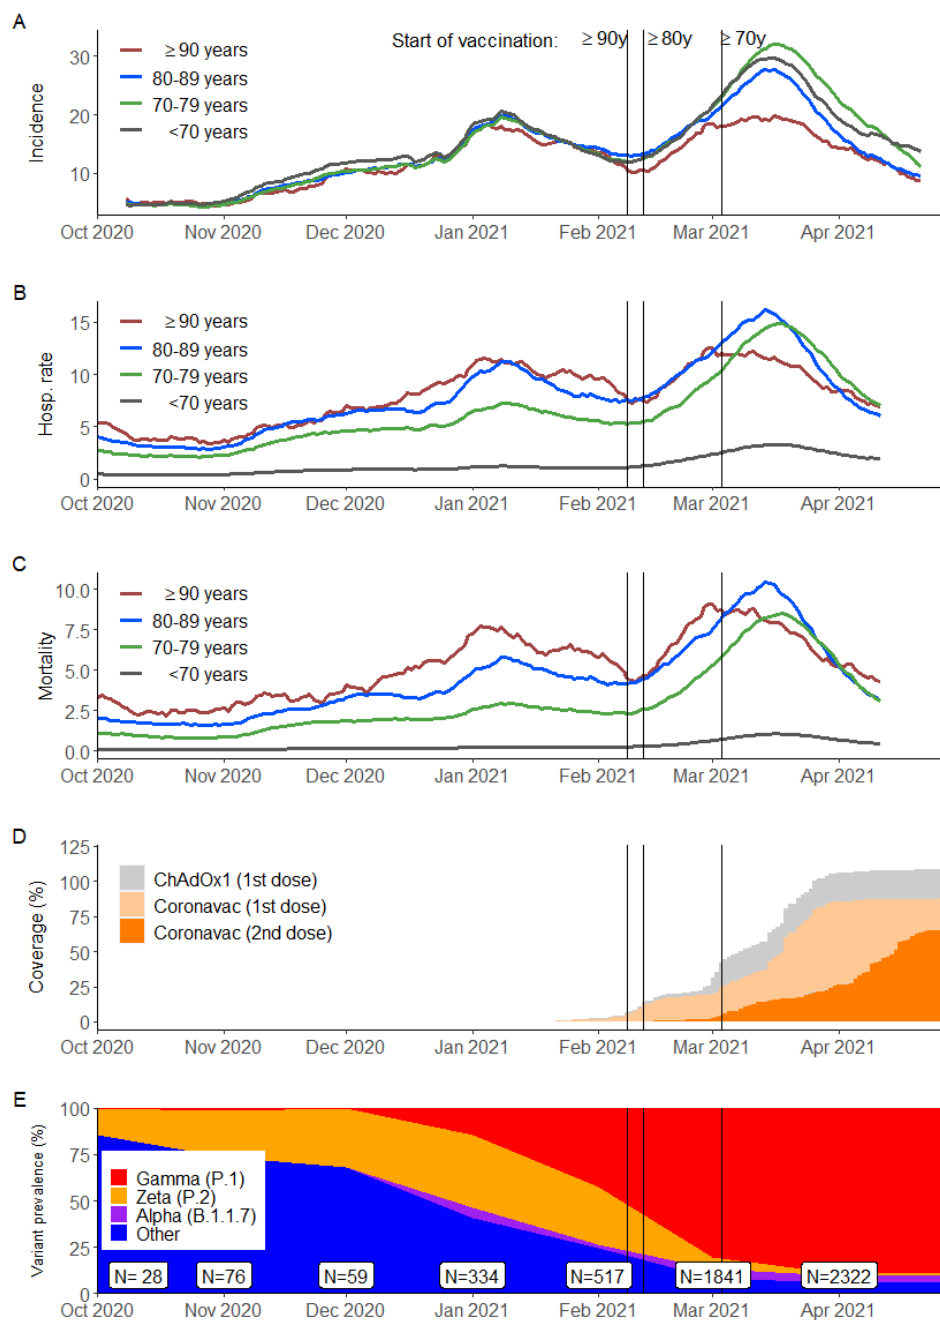 A
Start of vaccination: ≥ 90y ≥ 80y ≥ 70y
Incidence
30
20
10
≥ 90 years
80-89 years
70-79 years
<70 years
Oct 2020 Nov 2020 Dec 2020 Jan 2021 Feb 2021 Mar 2021 Apr 2021
B
Hosp. rate
15
10
5
0
≥ 90 years
80-89 years
70-79 years
<70 years
Oct 2020 Nov 2020 Dec 2020 Jan 2021 Feb 2021 Mar 2021 Apr 2021
C
Mortality
10.0
7.5
5.0
2.5
0.0
≥ 90 years
80-89 years
70-79 years
<70 years
Oct 2020 Nov 2020 Dec 2020 Jan 2021 Feb 2021 Mar 2021 Apr 2021
D
Coverage (%)
125
100
75
50
25
0
ChAdOx1 (1st dose)
Coronavac (1st dose)
Coronavac (2nd dose)
Oct 2020 Nov 2020 Dec 2020 Jan 2021 Feb 2021 Mar 2021 Apr 2021
E
Variant prevalence (%)
100
75
50
25
0
Gamma (P.1)
Zeta (P.2)
Alpha (B.1.1.7)
Other
N= 28 N=76 N=59 N=334 N=517 N=1841 N=2322
Oct 2020 Nov 2020 Dec 2020 Jan 2021 Feb 2021 Mar 2021 Apr 2021